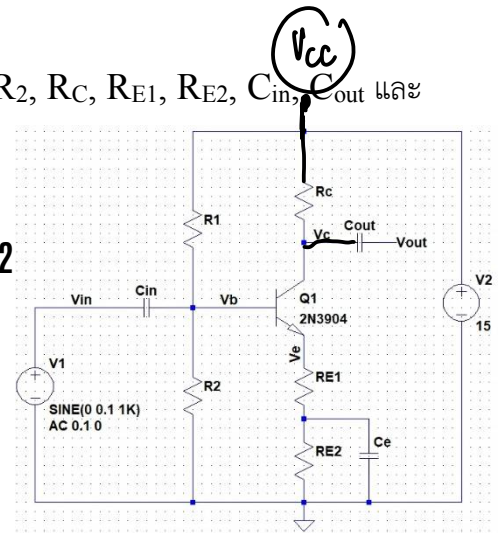 Vcc
R2, RC, RE1, RE2, Cin, Cout และ
Rc
R1
Vc
Cout
Vout
2
V2
Vin
Cin
Vb
Q1
2N3904
15
V1
Ve
RE1
R2
SINE(0 0.1 1K)
AC 0.1 0
RE2
Ce